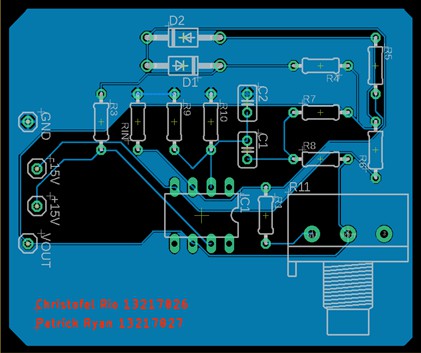 D2
D1
R5
R4
R3
RIN
R9
R10
C2
R7
GND
C1
R8
R6
-15V
+15V
R11
IC1
VOUT
Christofel Rio 13217026
Patrick Ryan 13217027